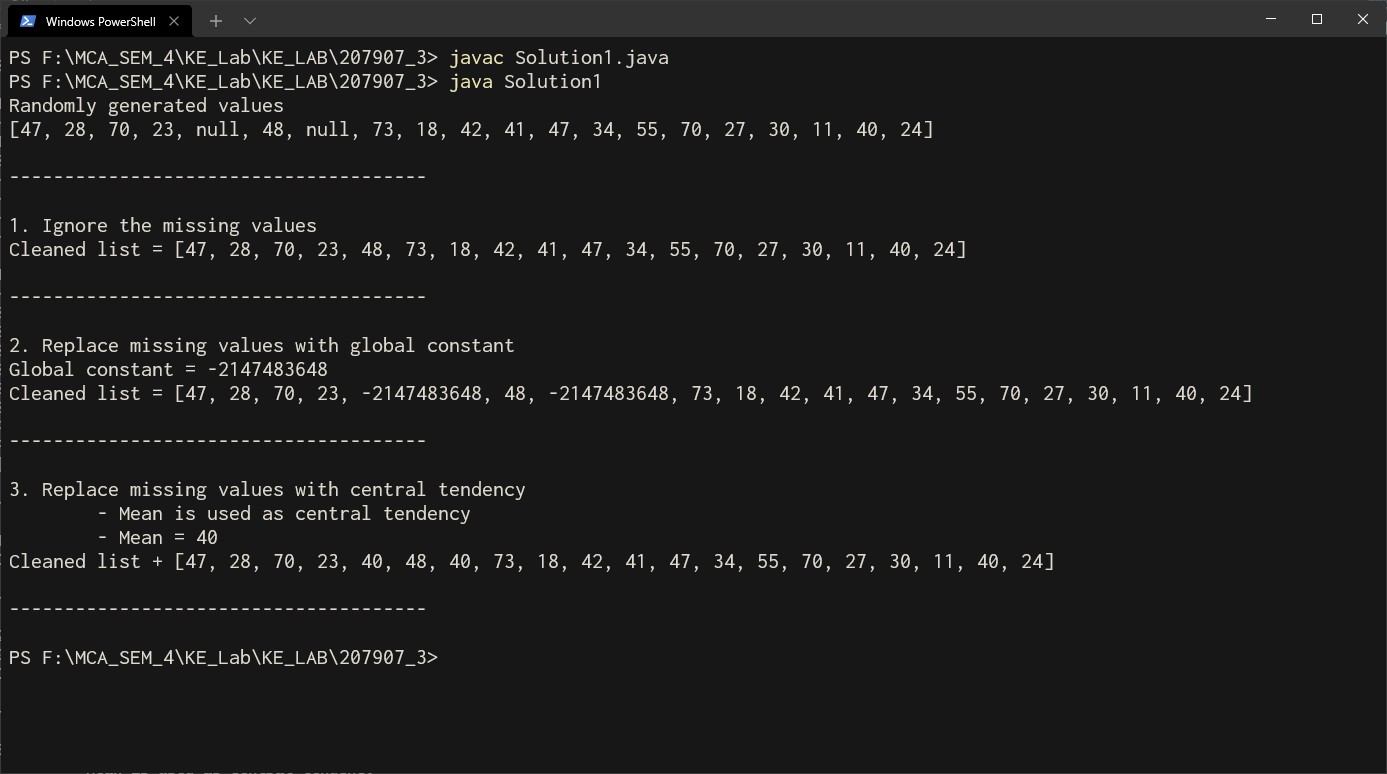 Windows PowerShell
PS F:\MCA_SEM_4\KE_Lab\KE_LAB\207907_3> javac Solution1.java
PS F:\MCA_SEM_4\KE_Lab\KE_LAB\207907_3> java Solution1
Randomly generated values
[47, 28, 70, 23, null, 48, null, 73, 18, 42, 41, 47, 34, 55, 70, 27, 30, 11, 40, 24]
--------------------------------------
1. Ignore the missing values
Cleaned list = [47, 28, 70, 23, 48, 73, 18, 42, 41, 47, 34, 55, 70, 27, 30, 11, 40, 24]
--------------------------------------
2. Replace missing values with global constant
Global constant = -2147483648
Cleaned list = [47, 28, 70, 23, -2147483648, 48, -2147483648, 73, 18, 42, 41, 47, 34, 55, 70, 27, 30, 11, 40, 24]
--------------------------------------
3. Replace missing values with central tendency
- Mean is used as central tendency
- Mean = 40
Cleaned list + [47, 28, 70, 23, 40, 48, 40, 73, 18, 42, 41, 47, 34, 55, 70, 27, 30, 11, 40, 24]
--------------------------------------
PS F:\MCA_SEM_4\KE_Lab\KE_LAB\207907_3>